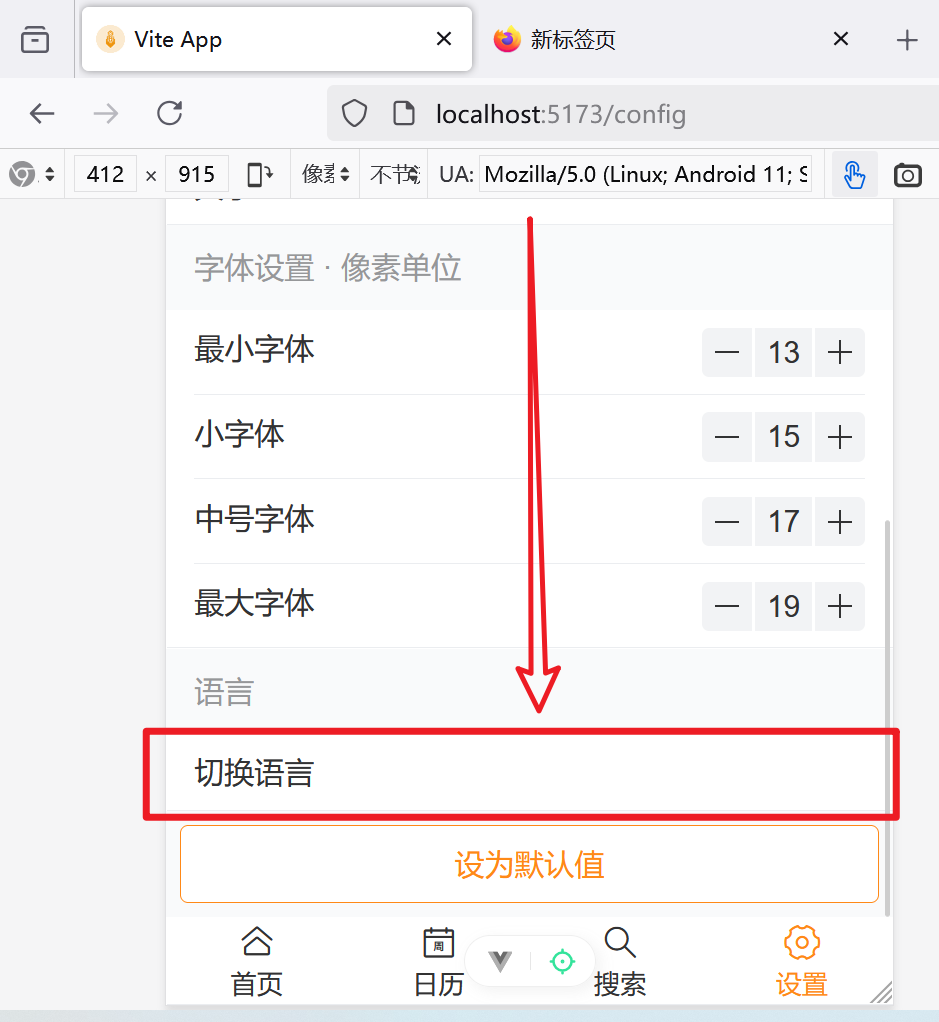 Vite App
新标签页
localhost:5173/config
412 × 915
像素
不节
UA: Mozilla/5.0 (Linux; Android 11; S
字体设置 · 像素单位
最小字体 13
小字体 15
中号字体 17
最大字体 19
语言
切换语言
设为默认值
周
首页 日历 搜索 设置